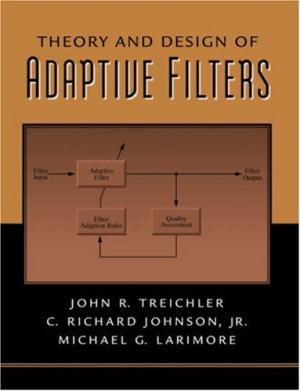 THEORY AND DESIGN OF
ADAPTIVE FILTERS
Filter
Input
Adaptive
Filter
Filter
Output
Filter
Adaption Rules
Quality
Assessment
JOHN R. TREICHLER
C. RICHARD JOHNSON, JR.
MICHAEL G. LARIMORE